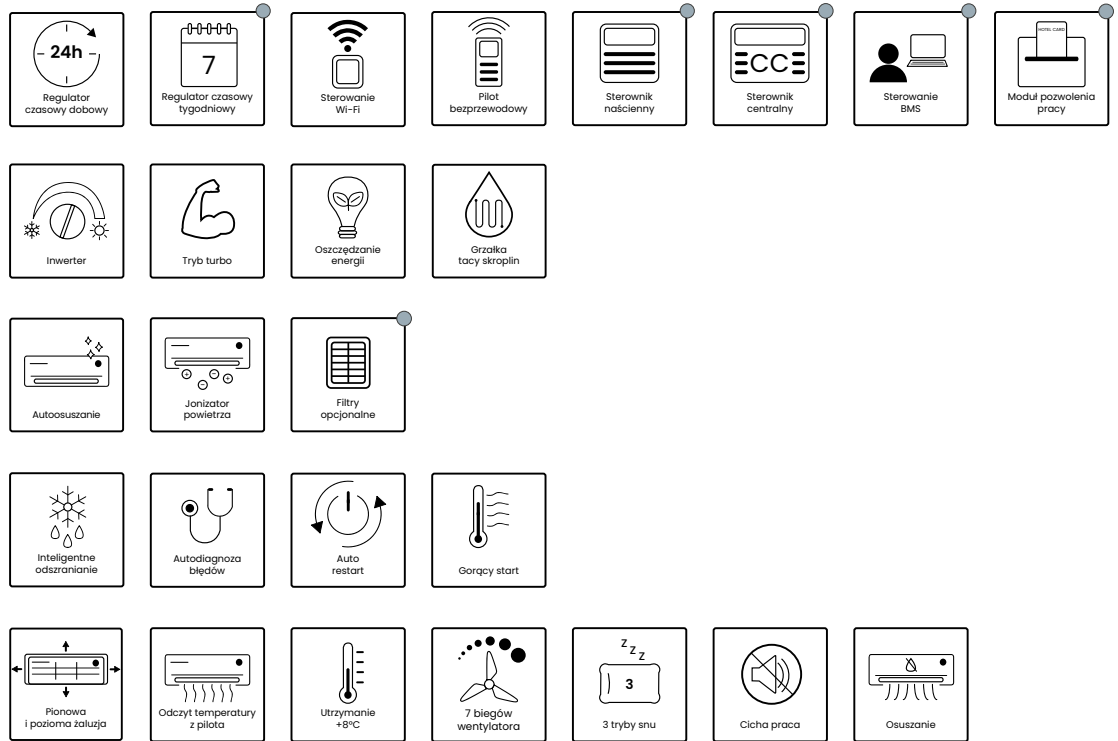 24h
Regulator
czasowy dobowy
7
Regulator czasowy
tygodniowy
Sterowanie
Wi-Fi
Pilot
bezprzewodowy
Sterownik
naścienny
CC
Sterownik
centralny
Sterowanie
BMS
HOTEL CARD
Moduł pozwolenia
pracy
Inwerter
Tryb turbo
Oszczędzanie
energii
Grzałka
tacy skroplin
Autoosuszanie
Jonizator
powietrza
Filtry
opcjonalne
Inteligentne
odszranianie
Autodiagnoza
błędów
Auto
restart
Gorący start
Pionowa
i pozioma żaluzja
Odczyt temperatury
z pilota
Utrzymanie
+8°C
7 biegów
wentylatora
z
z
z
3
3 tryby snu
Cicha praca
Osuszanie